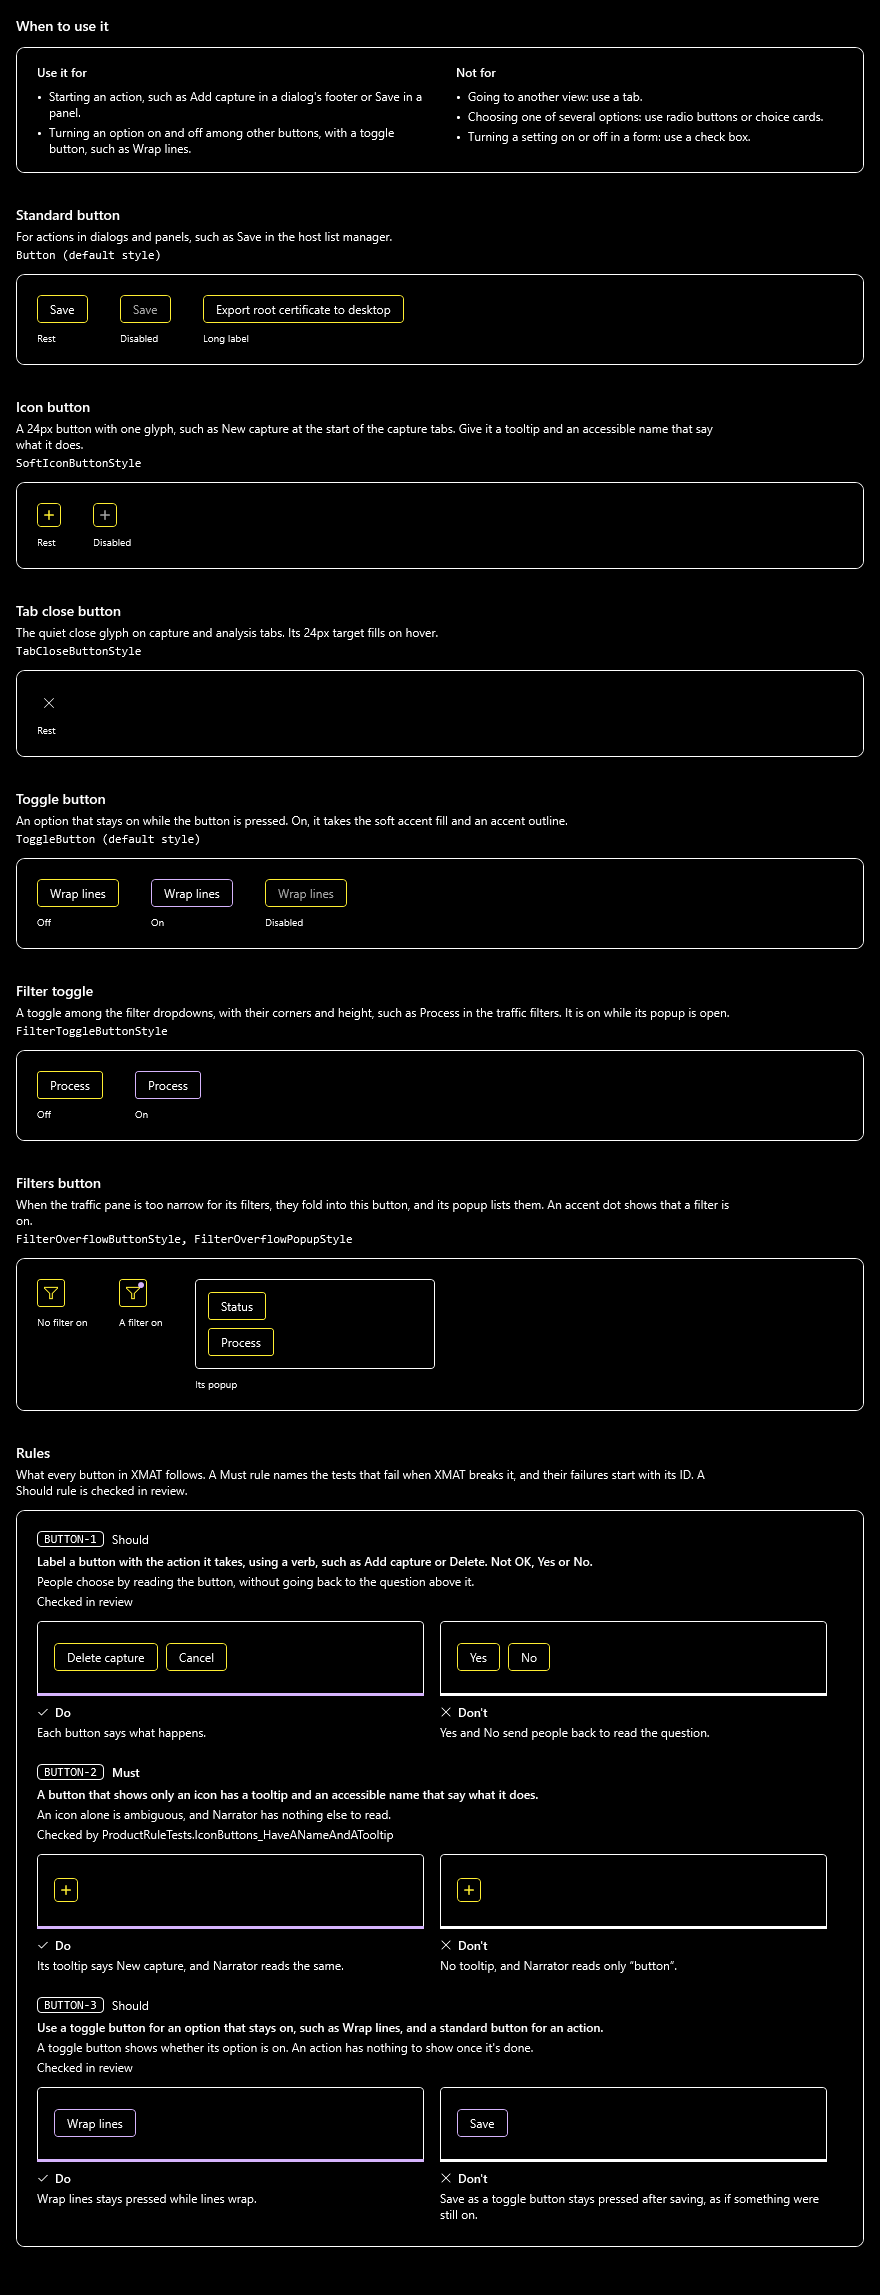 When to use it
Use it for
• Starting an action, such as Add capture in a dialog's footer or Save in a
panel.
• Turning an option on and off among other buttons, with a toggle
button, such as Wrap lines.
Not for
• Going to another view: use a tab.
• Choosing one of several options: use radio buttons or choice cards.
• Turning a setting on or off in a form: use a check box.
Standard button
For actions in dialogs and panels, such as Save in the host list manager.
Button (default style)
Save
Save
Export root certificate to desktop
Rest
Disabled
Long label
Icon button
A 24px button with one glyph, such as New capture at the start of the capture tabs. Give it a tooltip and an accessible name that say
what it does.
SoftIconButtonStyle
Rest
Disabled
Tab close button
The quiet close glyph on capture and analysis tabs. Its 24px target fills on hover.
TabCloseButtonStyle
Rest
Toggle button
An option that stays on while the button is pressed. On, it takes the soft accent fill and an accent outline.
ToggleButton (default style)
Wrap lines
Wrap lines
Wrap lines
Off
On
Disabled
Filter toggle
A toggle among the filter dropdowns, with their corners and height, such as Process in the traffic filters. It is on while its popup is open.
FilterToggleButtonStyle
Process
Process
Off
On
Filters button
When the traffic pane is too narrow for its filters, they fold into this button, and its popup lists them. An accent dot shows that a filter is
on.
FilterOverflowButtonStyle, FilterOverflowPopupStyle
Status
Process
No filter on
A filter on
Its popup
Rules
What every button in XMAT follows. A Must rule names the tests that fail when XMAT breaks it, and their failures start with its ID. A
Should rule is checked in review.
BUTTON-1 Should
Label a button with the action it takes, using a verb, such as Add capture or Delete. Not OK, Yes or No.
People choose by reading the button, without going back to the question above it.
Checked in review
Delete capture
Cancel
Yes
No
Do
Each button says what happens.
Don't
Yes and No send people back to read the question.
BUTTON-2 Must
A button that shows only an icon has a tooltip and an accessible name that say what it does.
An icon alone is ambiguous, and Narrator has nothing else to read.
Checked by ProductRuleTests.IconButtons_HaveANameAndATooltip
Do
Its tooltip says New capture, and Narrator reads the same.
Don't
No tooltip, and Narrator reads only “button”.
BUTTON-3 Should
Use a toggle button for an option that stays on, such as Wrap lines, and a standard button for an action.
A toggle button shows whether its option is on. An action has nothing to show once it's done.
Checked in review
Wrap lines
Save
Do
Wrap lines stays pressed while lines wrap.
Don't
Save as a toggle button stays pressed after saving, as if something were
still on.